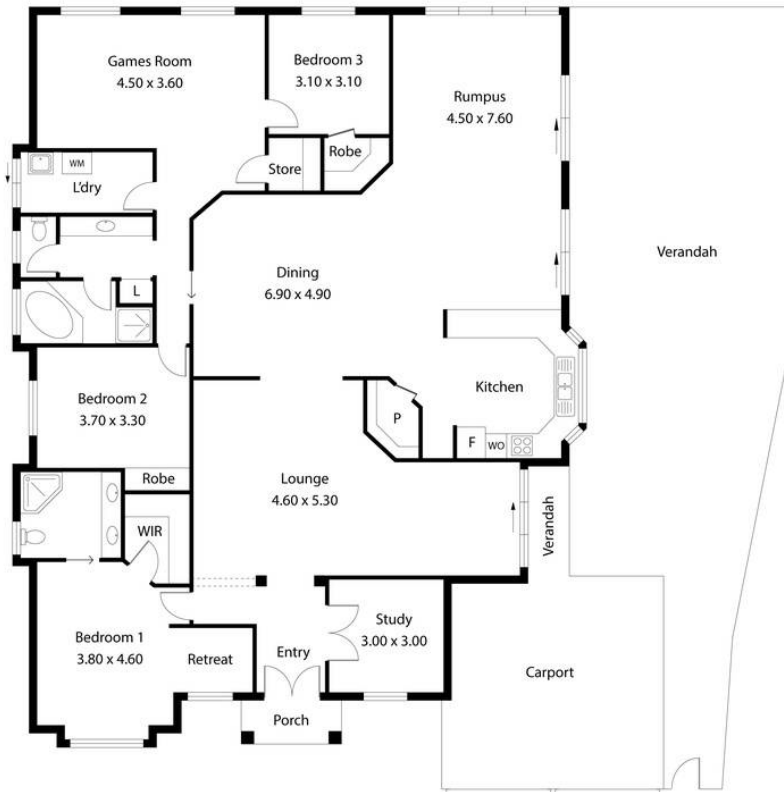 Games Room
4.50 x 3.60
Bedroom 3
3.10 x 3.10
Rumpus
4.50 x 7.60
WM
L'dry
Store
Robe
Verandah
L
Dining
6.90 x 4.90
Bedroom 2
3.70 x 3.30
Robe
P
Kitchen
F
WO
Lounge
4.60 x 5.30
WIR
Verandah
Bedroom 1
3.80 x 4.60
Retreat
Entry
Study
3.00 x 3.00
Carport
Porch